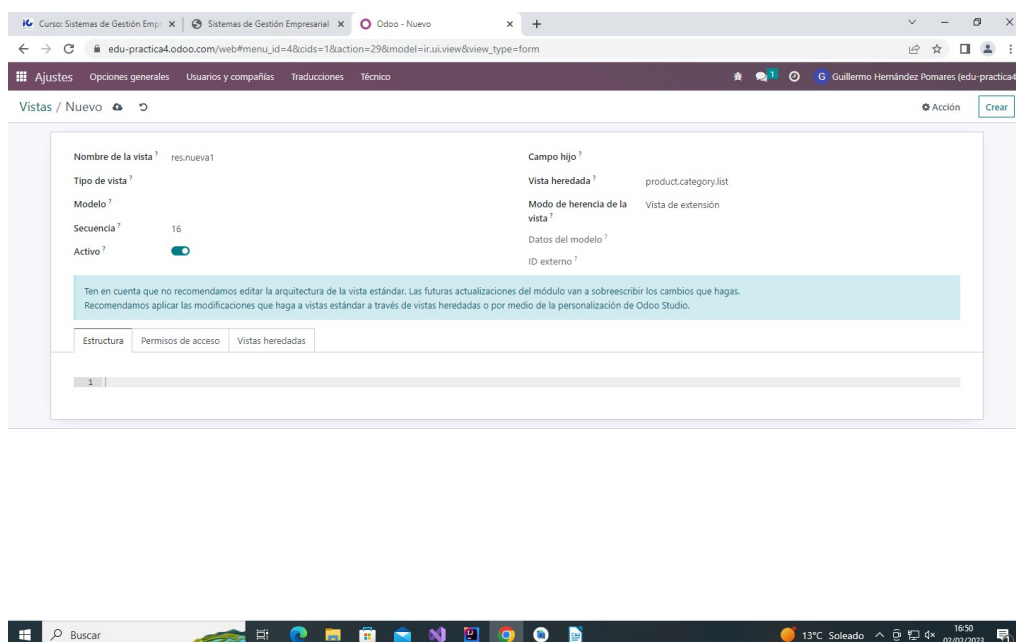 Curso: Sistemas de Gestión Empr
Sistemas de Gestión Empresarial
Odoo - Nuevo
edu-practica4.odoo.com/web#menu_id=4&cids=1&action=29&model=ir.ui.view&view_type=form
Ajustes Opciones generales Usuarios y compañías Traducciones Técnico
1 G Guillermo Hernández Pomares (edu-practica4
Vistas / Nuevo
Acción Crear
Nombre de la vista ? res.nueva1
Tipo de vista ?
Modelo ?
Secuencia ? 16
Activo ?
Campo hijo ?
Vista heredada ? product.category.list
Modo de herencia de la
vista ? Vista de extensión
Datos del modelo ?
ID externo ?
Ten en cuenta que no recomendamos editar la arquitectura de la vista estándar. Las futuras actualizaciones del módulo van a sobreescribir los cambios que hagas.
Recomendamos aplicar las modificaciones que haga a vistas estándar a través de vistas heredadas o por medio de la personalización de Odoo Studio.
Estructura Permisos de acceso Vistas heredadas
1
Buscar
13°C Soleado
16:50
02/02/2023